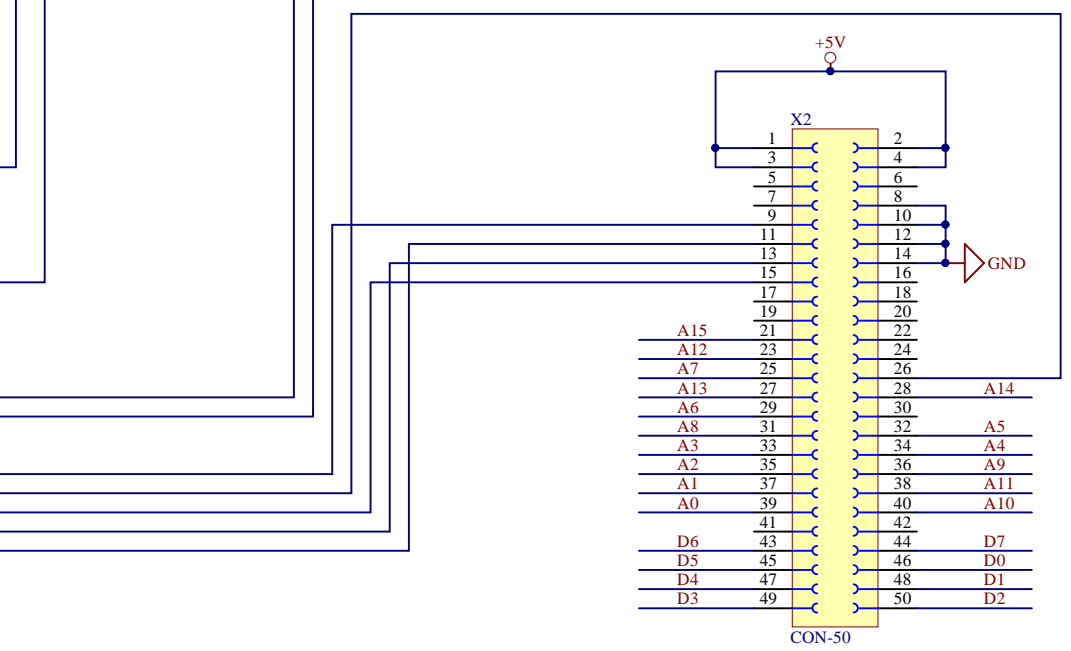 +5V
X2
1 2
3 4
5 6
7 8
9 10
11 12
13 14 GND
15 16
17 18
19 20
A15 21 22
A12 23 24
A7 25 26
A13 27 28 A14
A6 29 30
A8 31 32 A5
A3 33 34 A4
A2 35 36 A9
A1 37 38 A11
A0 39 40 A10
41 42
D6 43 44 D7
D5 45 46 D0
D4 47 48 D1
D3 49 50 D2
CON-50